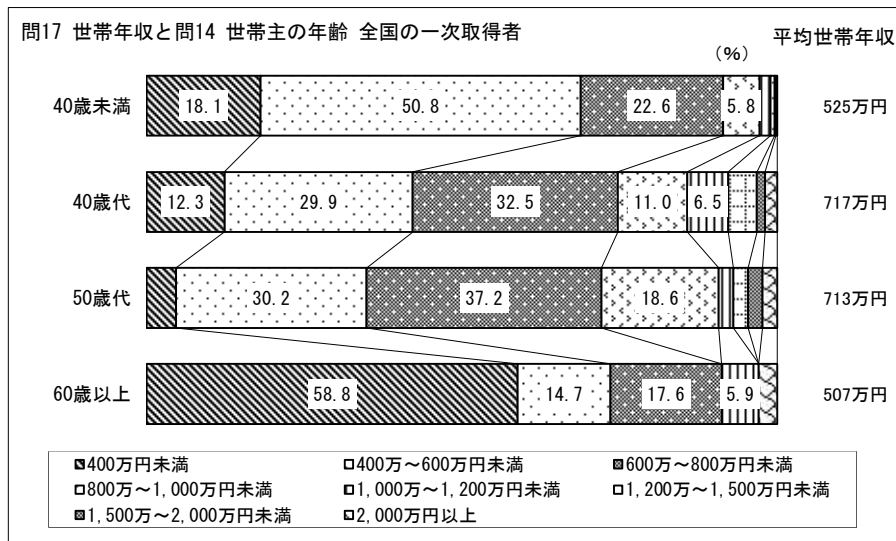 問17 世帯年収と問14 世帯主の年齢 全国の一次取得者
(%) 平均世帯年収
40歳未満 18.1 50.8 22.6 5.8 525万円
40歳代 12.3 29.9 32.5 11.0 6.5 717万円
50歳代 30.2 37.2 18.6 713万円
60歳以上 58.8 14.7 17.6 5.9 507万円
400万円未満 400万～600万円未満 600万～800万円未満
800万～1,000万円未満 1,000万～1,200万円未満 1,200万～1,500万円未満
1,500万～2,000万円未満 2,000万円以上